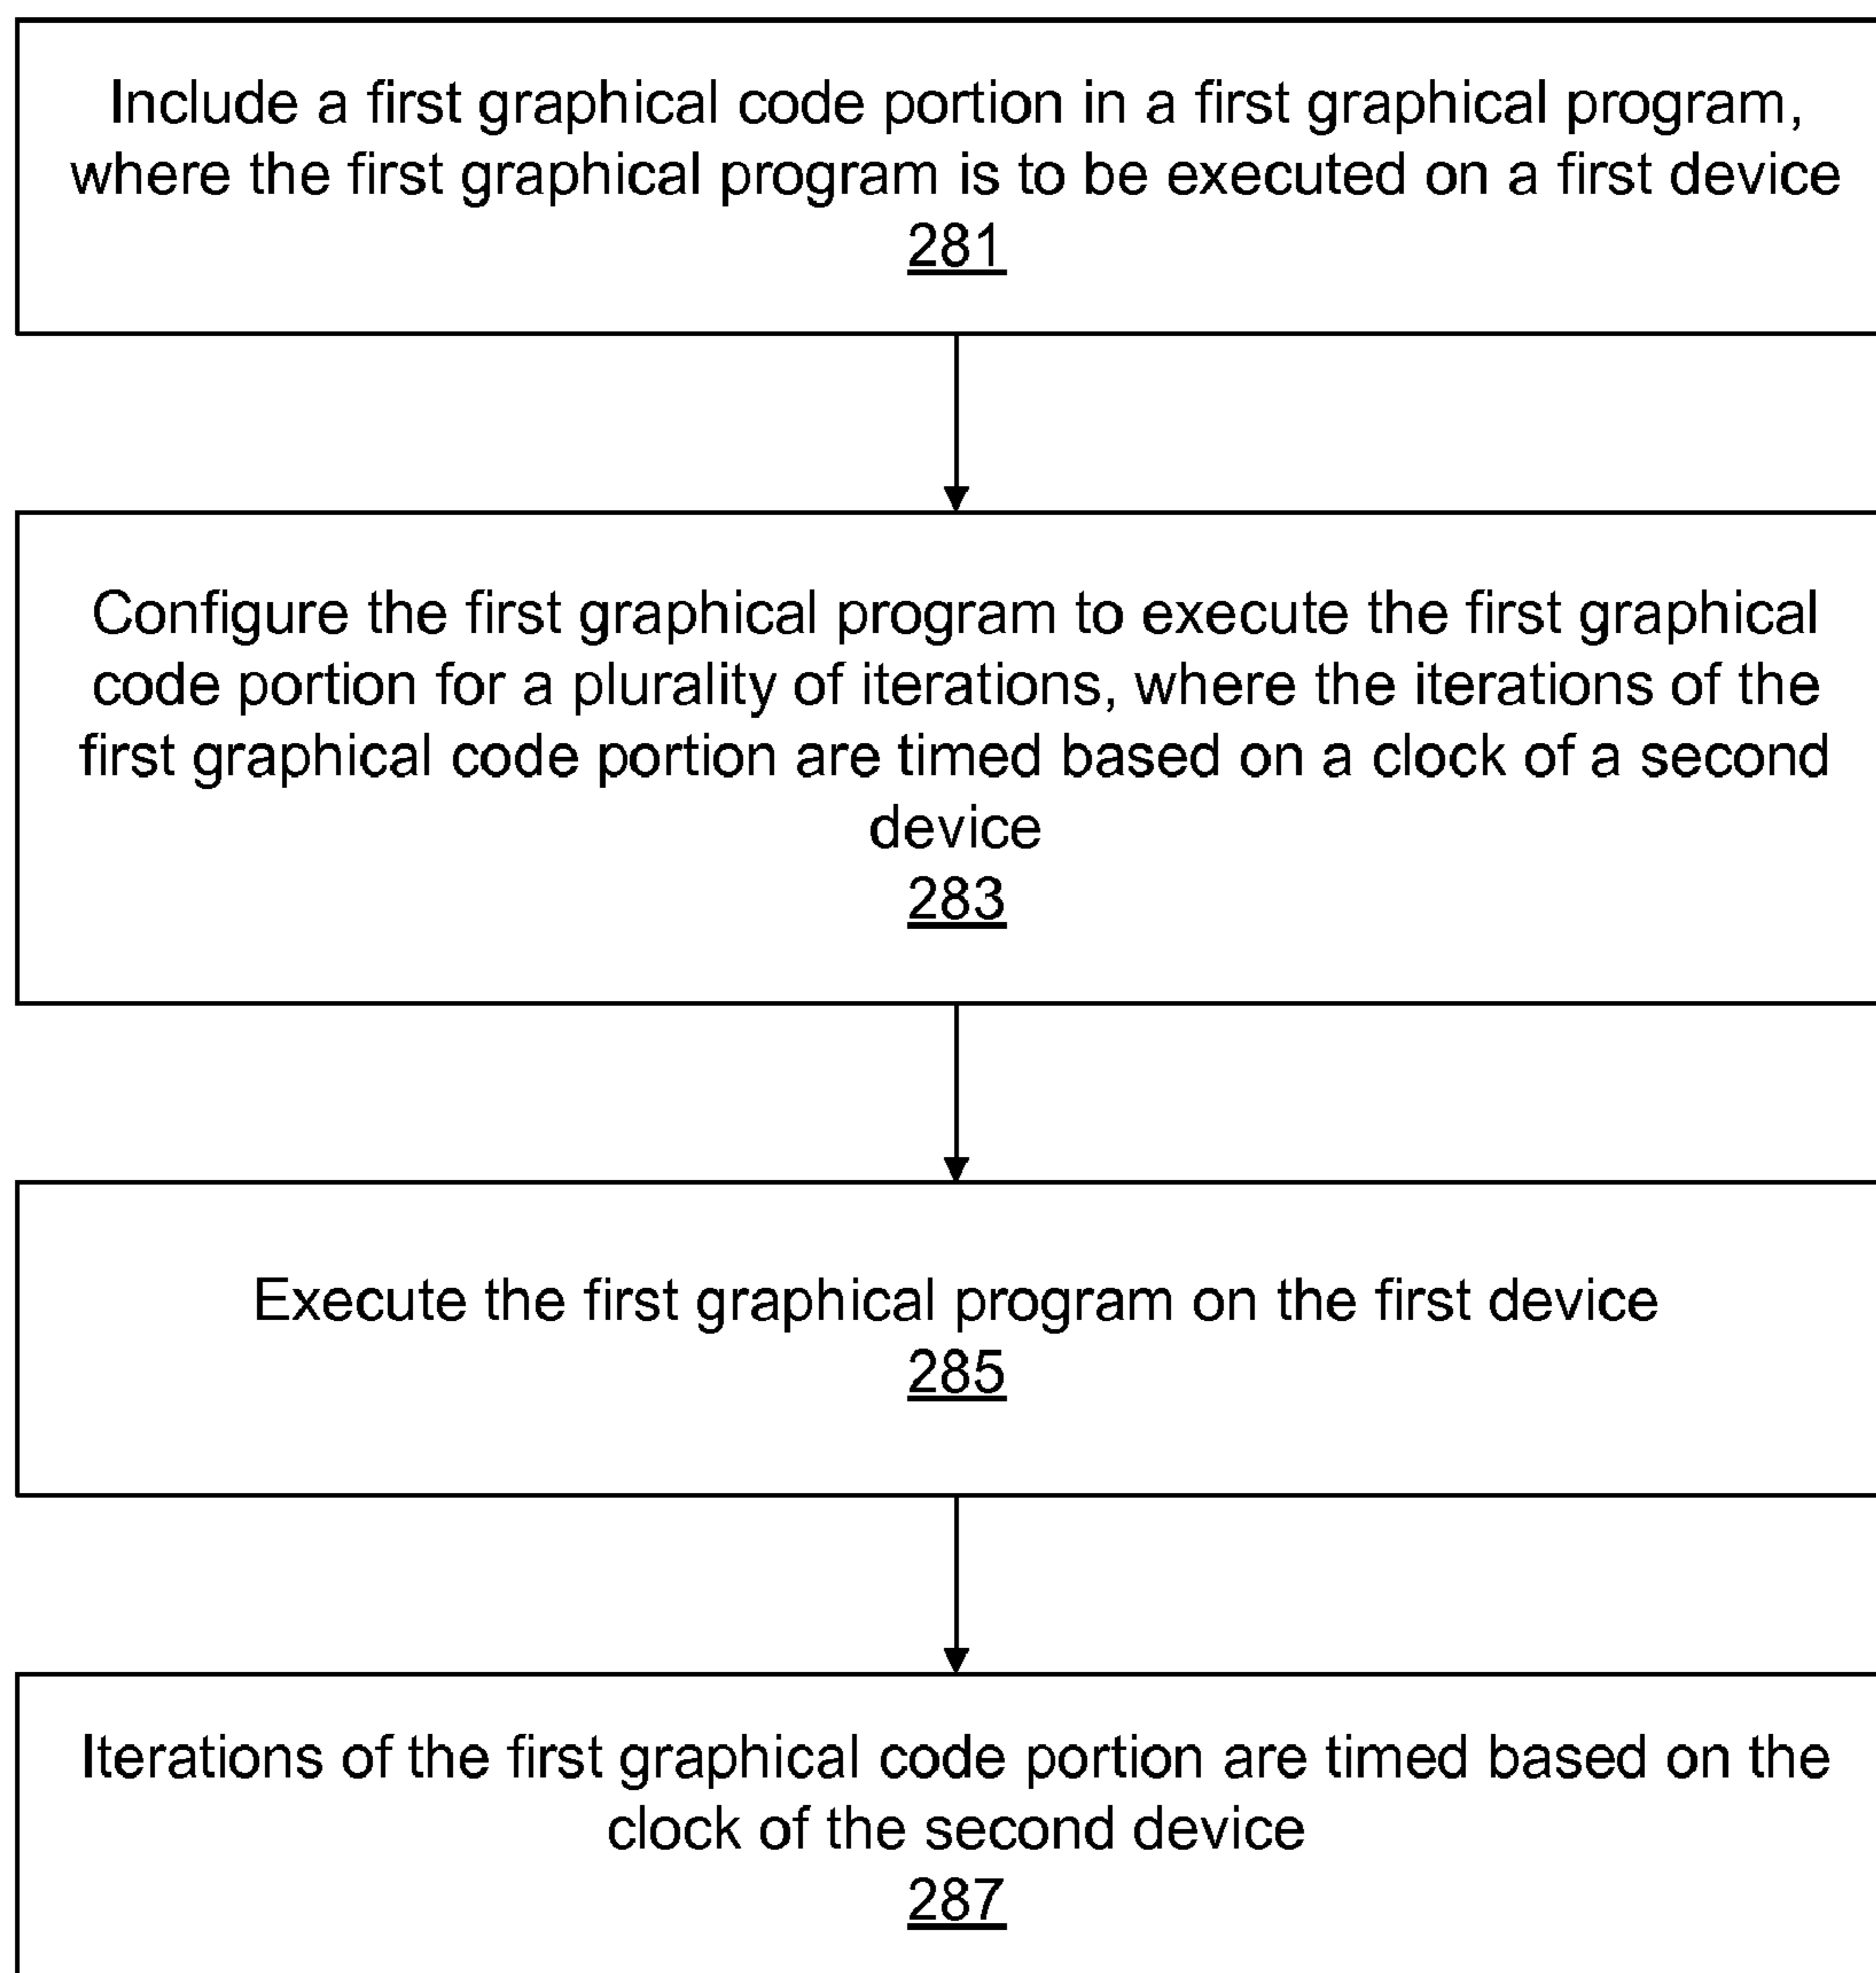 Include a first graphical code portion in a first graphical program,
where the first graphical program is to be executed on a first device
281
Configure the first graphical program to execute the first graphical
code portion for a plurality of iterations, where the iterations of the
first graphical code portion are timed based on a clock of a second
device
283
Execute the first graphical program on the first device
285
Iterations of the first graphical code portion are timed based on the
clock of the second device
287